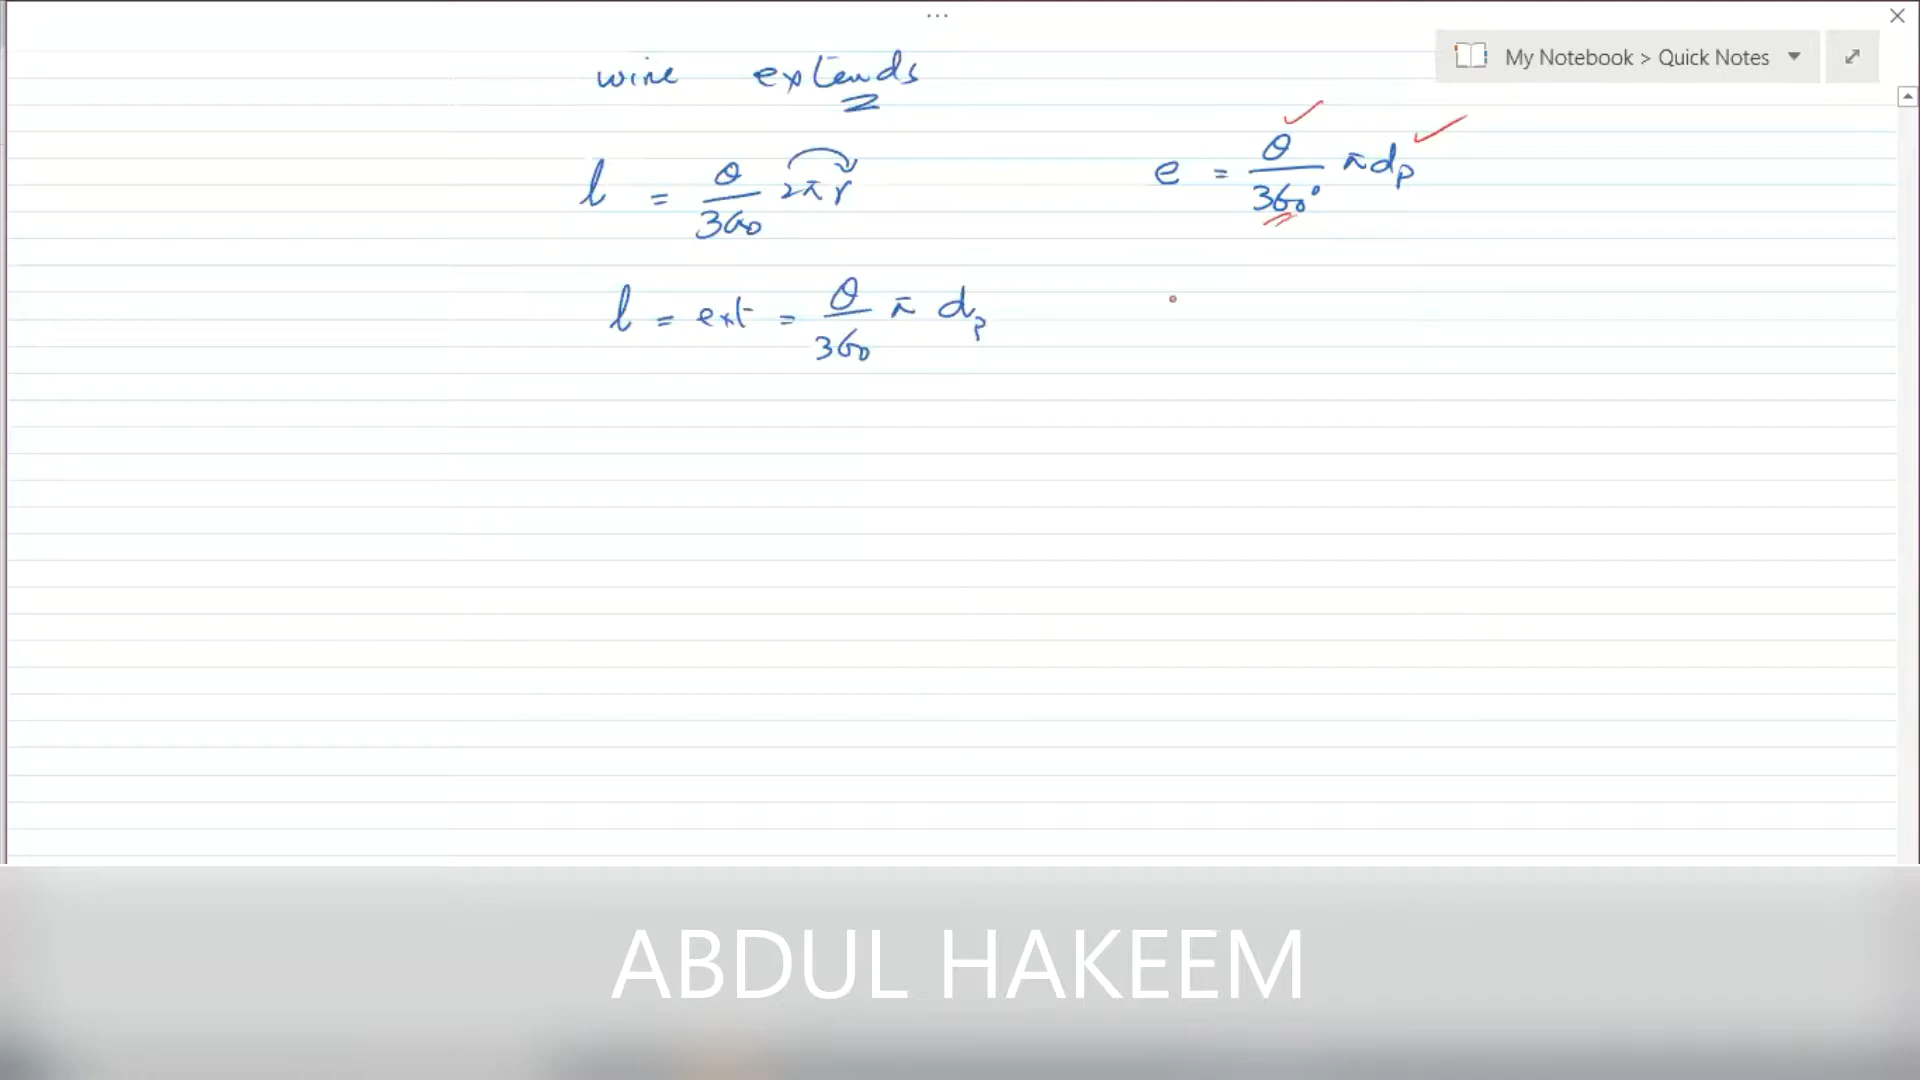 ...
My Notebook > Quick Notes
wire extends
l = θ/360 2πr
e = θ/360° πdp
l = ext = θ/360 π dp
ABDUL HAKEEM